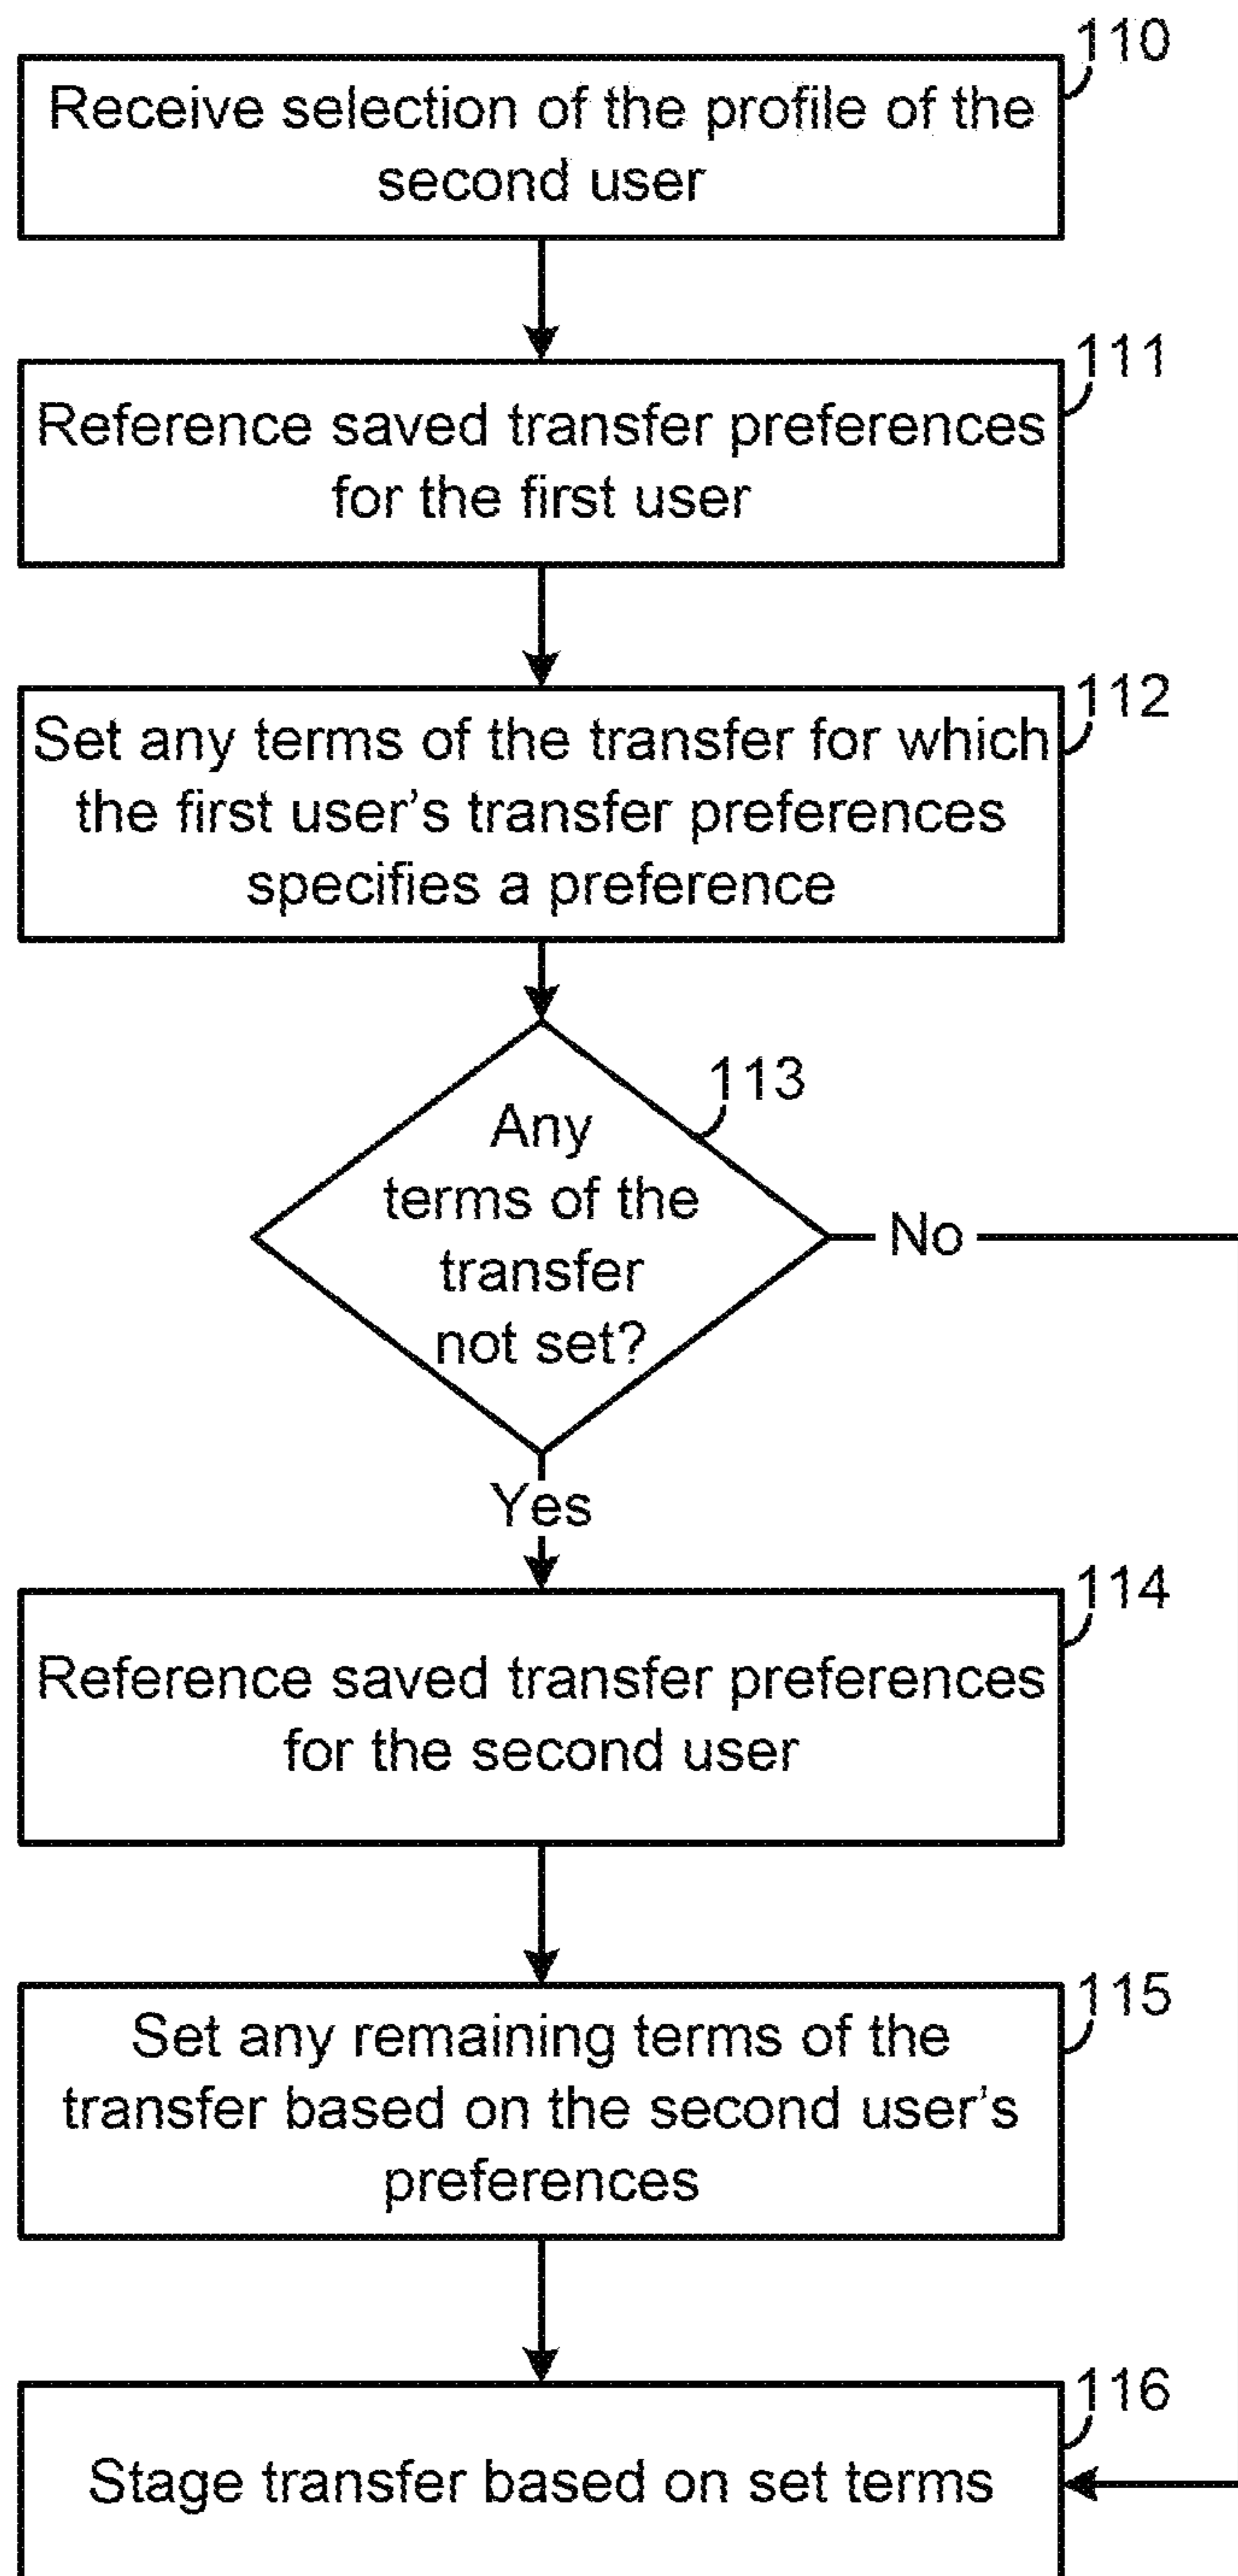 110
Receive selection of the profile of the
second user
111
Reference saved transfer preferences
for the first user
112
Set any terms of the transfer for which
the first user's transfer preferences
specifies a preference
113
Any
terms of the
transfer
not set?
No
Yes
114
Reference saved transfer preferences
for the second user
115
Set any remaining terms of the
transfer based on the second user's
preferences
116
Stage transfer based on set terms